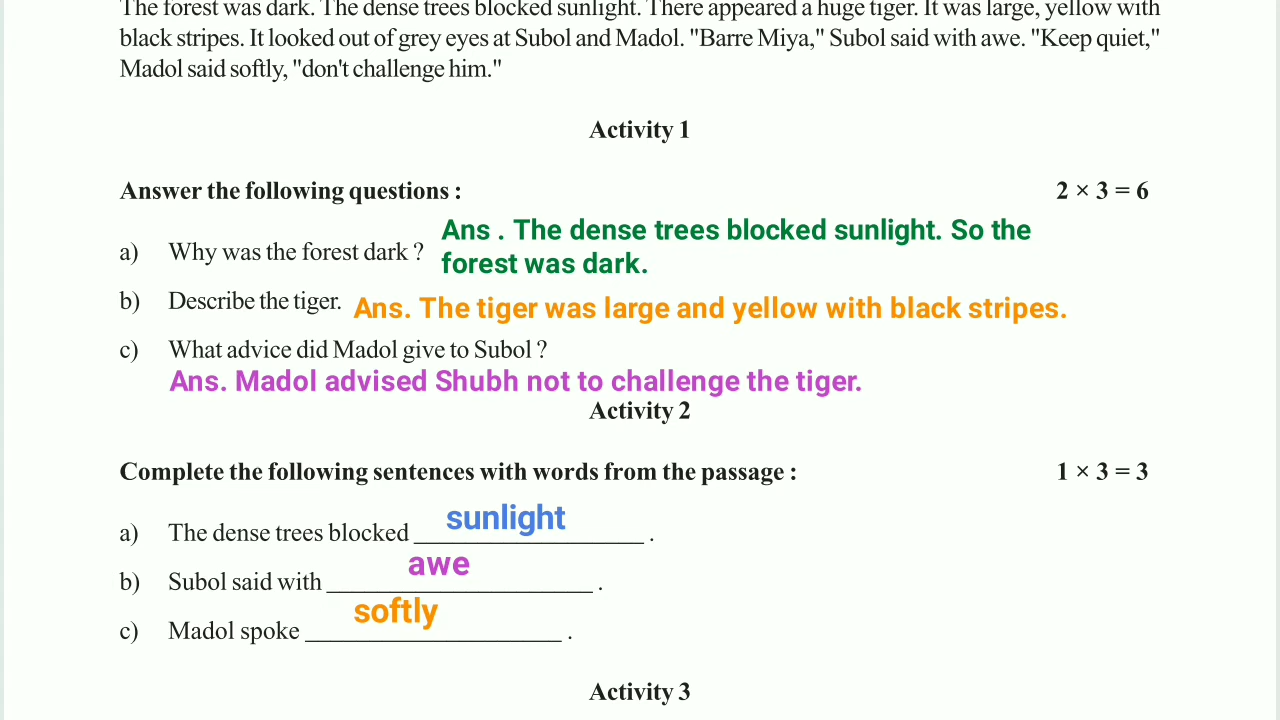 The forest was dark. The dense trees blocked sunlight. There appeared a huge tiger. It was large, yellow with
black stripes. It looked out of grey eyes at Subol and Madol. "Barre Miya," Subol said with awe. "Keep quiet,"
Madol said softly, "don't challenge him."
Activity 1
Answer the following questions : 2 × 3 = 6
a) Why was the forest dark ? Ans . The dense trees blocked sunlight. So the
forest was dark.
b) Describe the tiger. Ans. The tiger was large and yellow with black stripes.
c) What advice did Madol give to Subol ?
Ans. Madol advised Shubh not to challenge the tiger.
Activity 2
Complete the following sentences with words from the passage : 1 × 3 = 3
a) The dense trees blocked sunlight .
b) Subol said with awe .
c) Madol spoke softly .
Activity 3